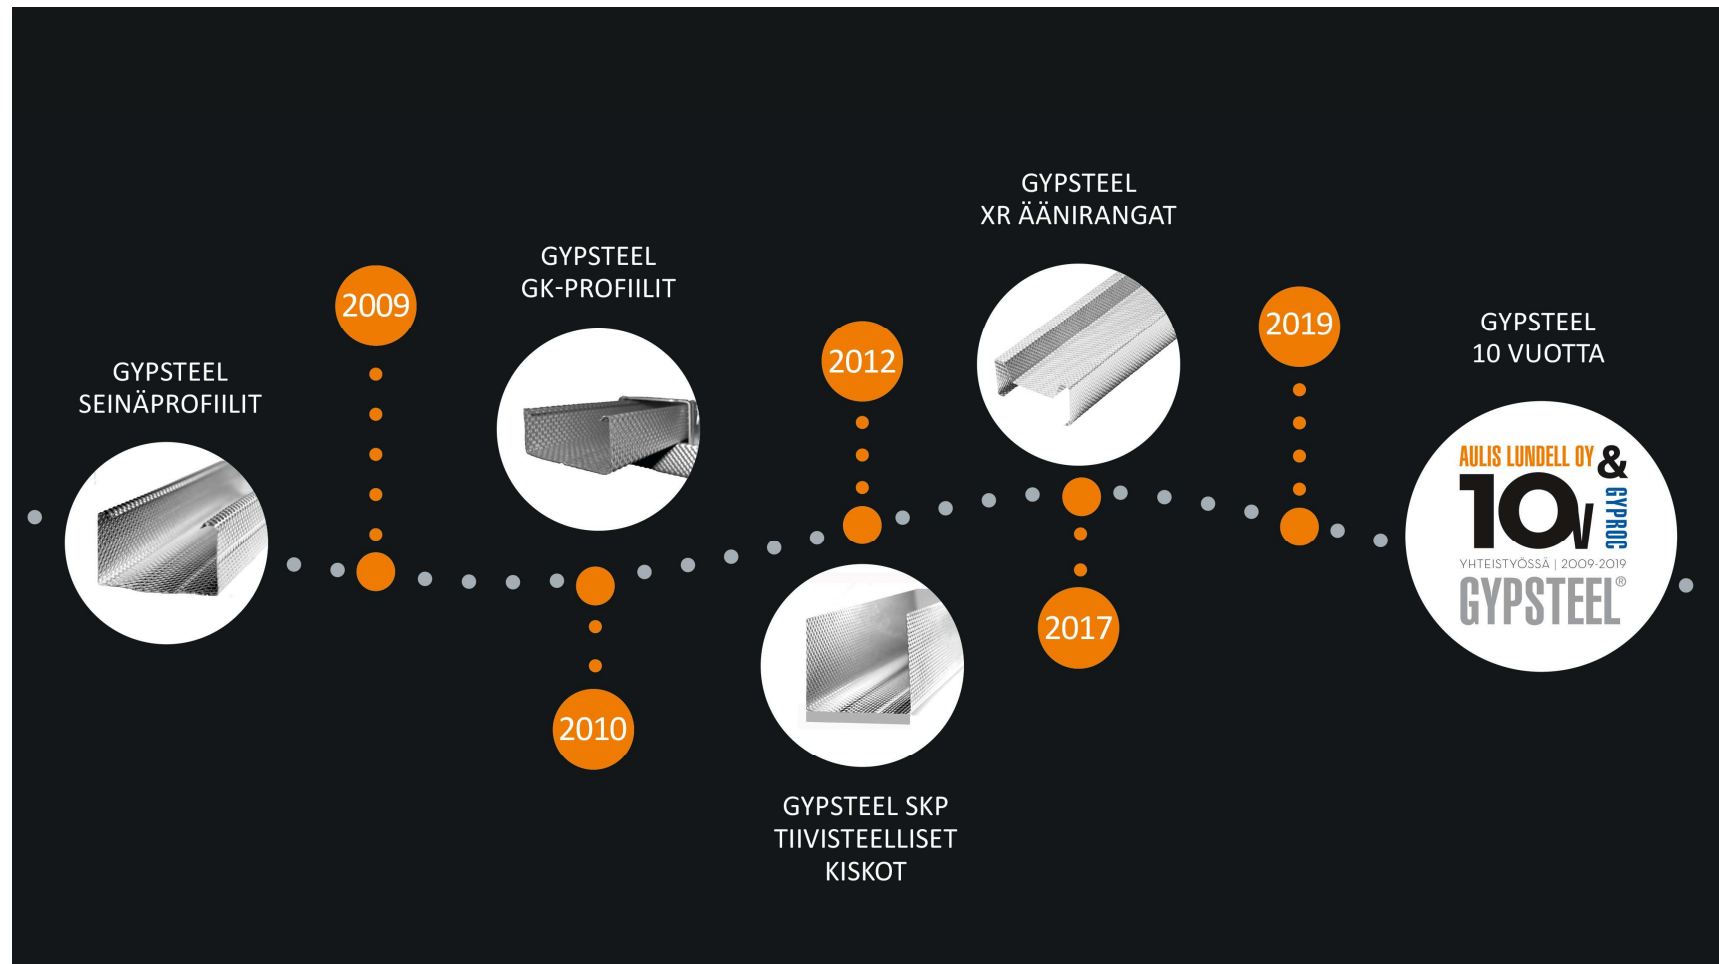 GYPSTEEL
SEINÄPROFIILIT
2009
GYPSTEEL
GK-PROFIILIT
2010
2012
GYPSTEEL SKP
TIIVISTEELLISET
KISKOT
GYPSTEEL
XR ÄÄNIRANGAT
2017
2019
GYPSTEEL
10 VUOTTA
AULIS LUNDELL OY &
10V
GYPROC
YHTEISTYÖSSÄ | 2009-2019
GYPSTEEL®